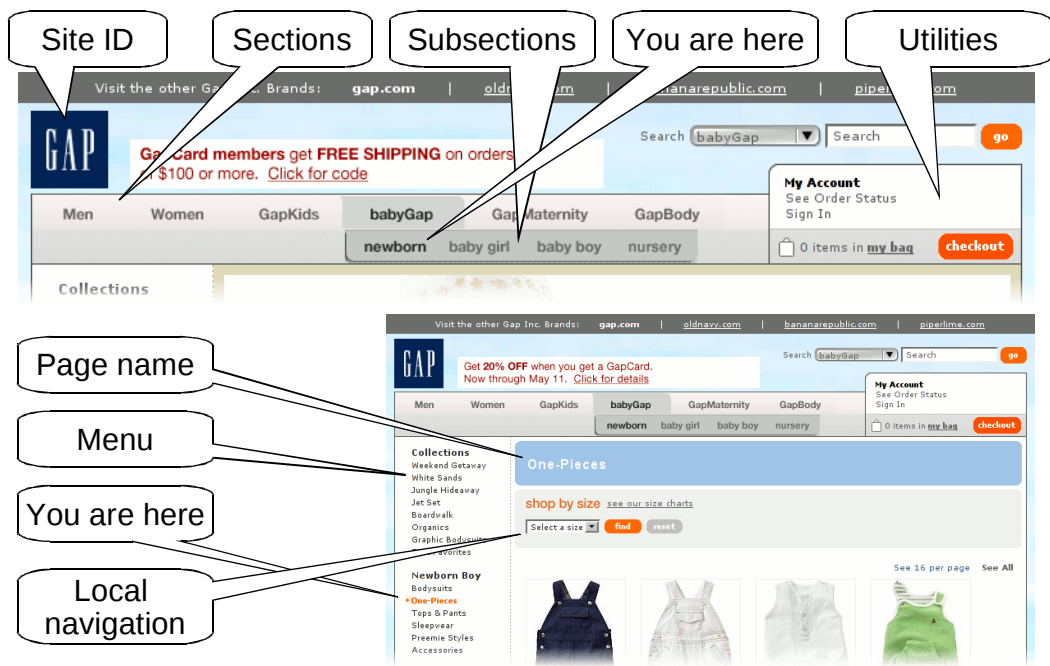 Site ID
Sections
Subsections
You are here
Utilities
Visit the other Ga Inc. Brands: gap.com | om | bananarepublic.com | om
GAP
Search babyGap Search go
GapCard members get FREE SHIPPING on orders
of $100 or more. Click for code
My Account
See Order Status
Sign In
Men Women GapKids babyGap GapMaternity GapBody
newborn baby girl baby boy nursery
0 items in my bag checkout
Collections
Page name
Menu
You are here
Local
navigation
Visit the other Gap Inc. Brands: gap.com | oldnavy.com | bananarepublic.com | piperlime.com
GAP
Search babyGap Search go
Get 20% OFF when you get a GapCard.
Now through May 11. Click for details
My Account
See Order Status
Sign In
Men Women GapKids babyGap GapMaternity GapBody
newborn baby girl baby boy nursery
0 items in my bag checkout
Collections
Weekend Getaway
White Sands
Jungle Hideaway
Jet Set
Boardwalk
Organics
Graphic Bodysuits
Favorites
One-Pieces
shop by size see our size charts
Select a size find reset
See 16 per page See All
Newborn Boy
Bodysuits
One-Pieces
Tops & Pants
Sleepwear
Preemie Styles
Accessories